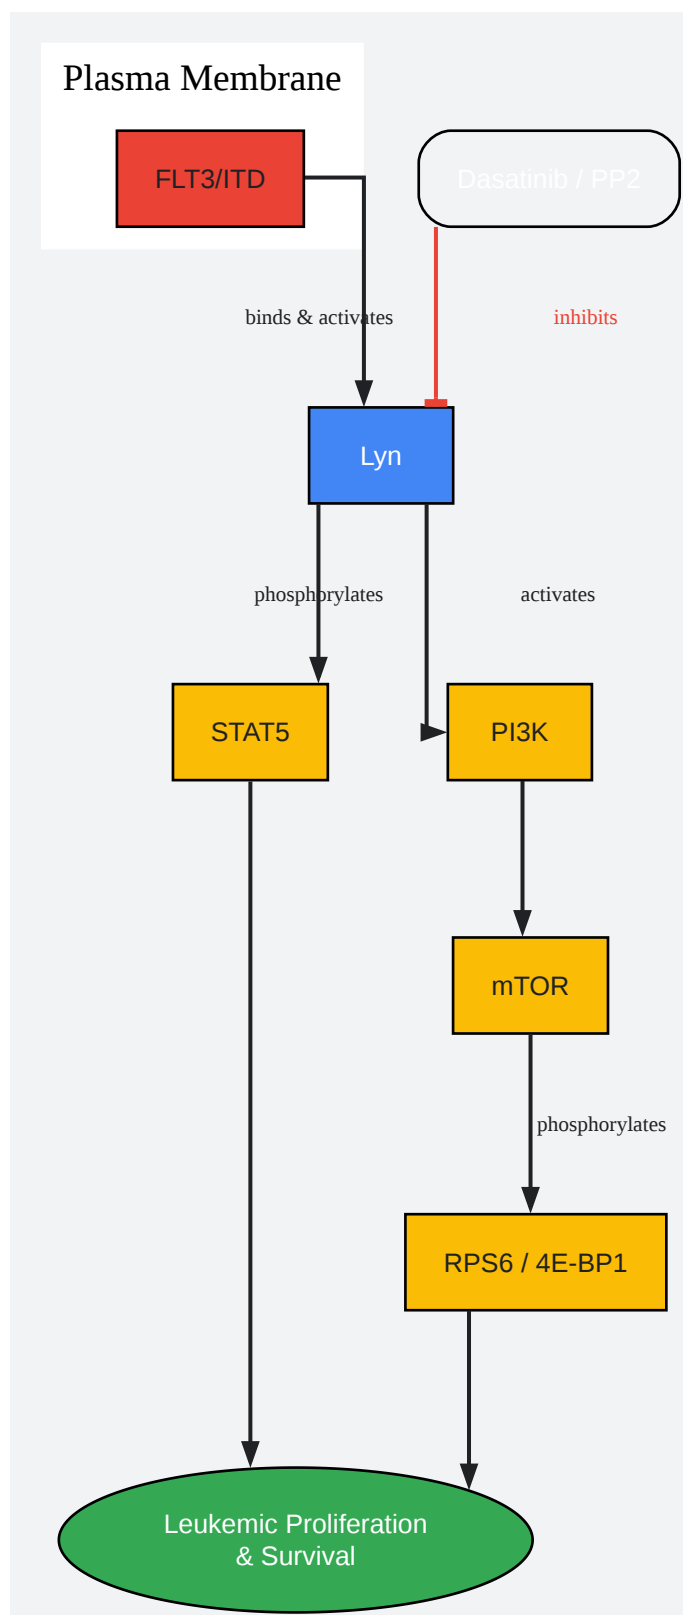 Plasma Membrane
FLT3/ITD
Dasatinib / PP2
binds & activates
inhibits
Lyn
phosphorylates
activates
STAT5
PI3K
mTOR
phosphorylates
RPS6 / 4E-BP1
Leukemic Proliferation
& Survival